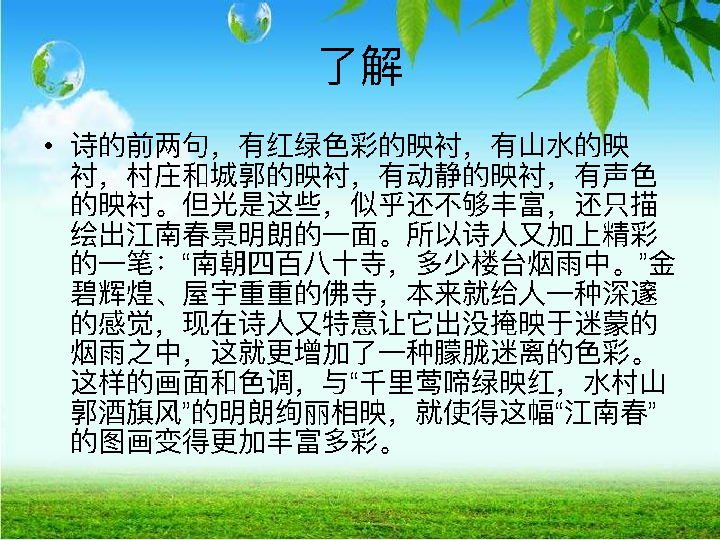 了解
• 诗的前两句，有红绿色彩的映衬，有山水的映
衬，村庄和城郭的映衬，有动静的映衬，有声色
的映衬。但光是这些，似乎还不够丰富，还只描
绘出江南春景明朗的一面。所以诗人又加上精彩
的一笔：“南朝四百八十寺，多少楼台烟雨中。”金
碧辉煌、屋宇重重的佛寺，本来就给人一种深邃
的感觉，现在诗人又特意让它出没掩映于迷蒙的
烟雨之中，这就更增加了一种朦胧迷离的色彩。
这样的画面和色调，与“千里莺啼绿映红，水村山
郭酒旗风”的明朗绚丽相映，就使得这幅“江南春”
的图画变得更加丰富多彩。